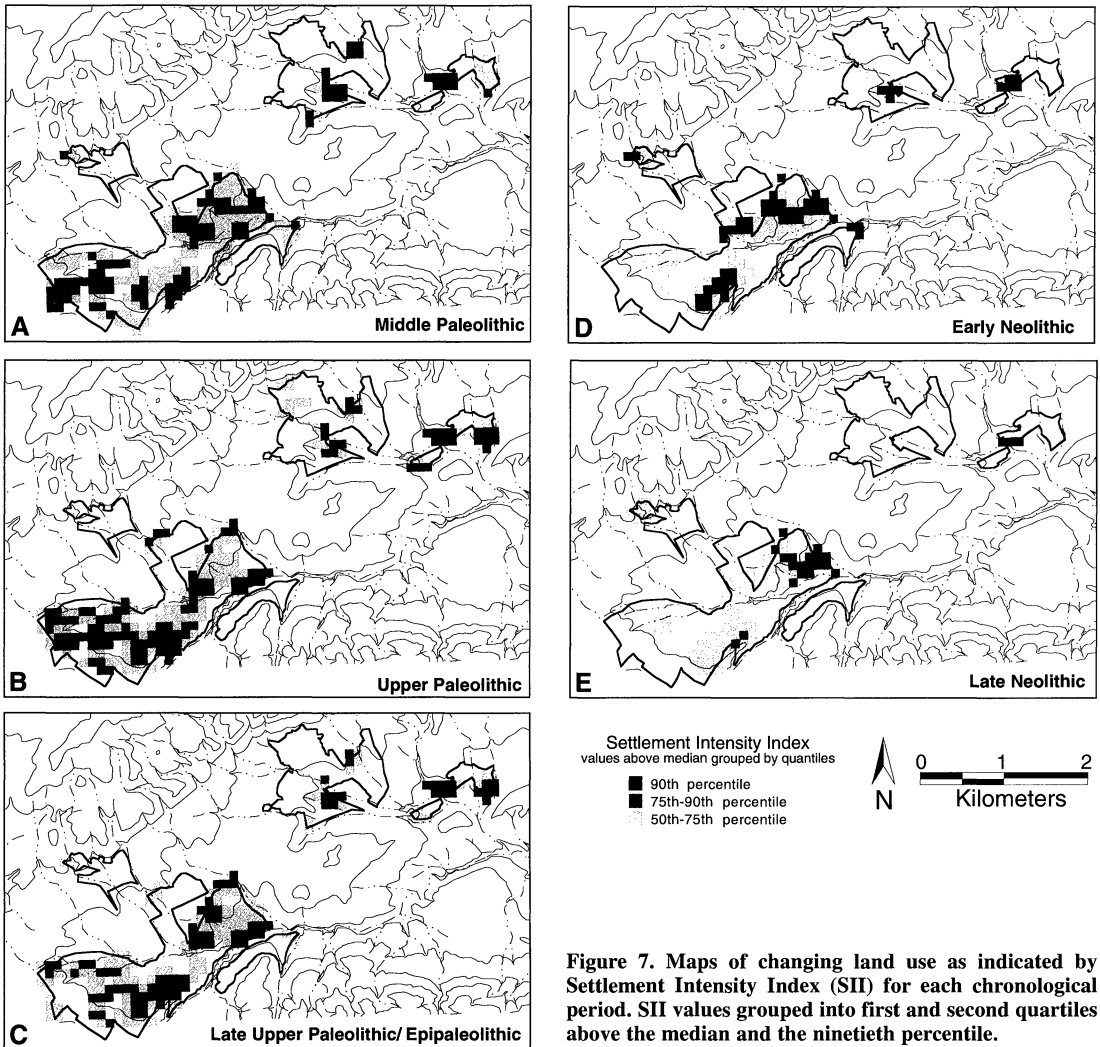 A
Middle Paleolithic
B
Upper Paleolithic
C
Late Upper Paleolithic/ Epipaleolithic
D
Early Neolithic
E
Late Neolithic
Settlement Intensity Index
values above median grouped by quantiles
90th percentile
75th-90th percentile
50th-75th percentile
N
0 1 2
Kilometers
Figure 7. Maps of changing land use as indicated by
Settlement Intensity Index (SII) for each chronological
period. SII values grouped into first and second quartiles
above the median and the ninetieth percentile.